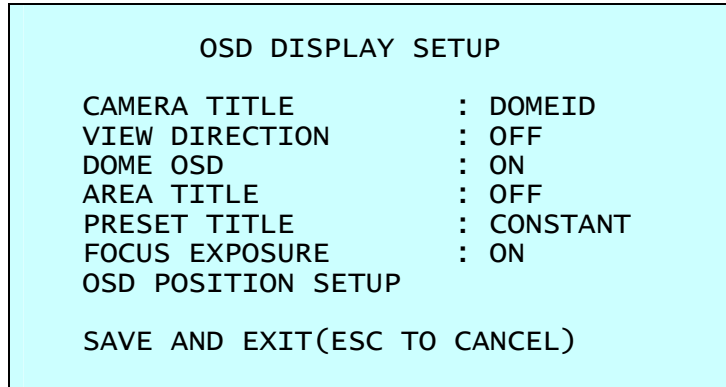 OSD DISPLAY SETUP
CAMERA TITLE : DOMEID
VIEW DIRECTION : OFF
DOME OSD : ON
AREA TITLE : OFF
PRESET TITLE : CONSTANT
FOCUS EXPOSURE : ON
OSD POSITION SETUP
SAVE AND EXIT(ESC TO CANCEL)